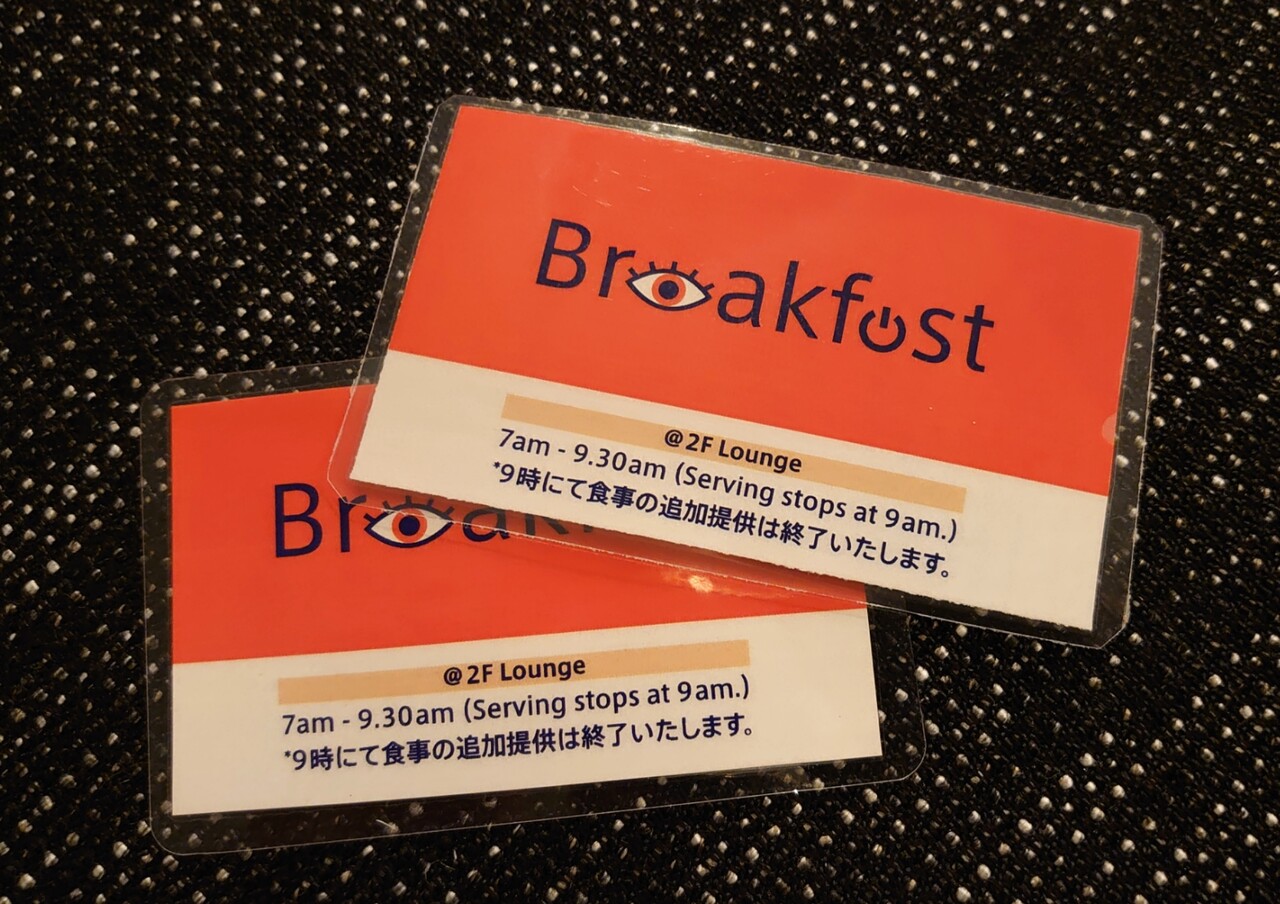 Breakfast
@2F Lounge
7am - 9.30am (Serving stops at 9am.)
*9時にて食事の追加提供は終了いたします。
Break
@2F Lounge
7am - 9.30am (Serving stops at 9am.)
*9時にて食事の追加提供は終了いたします。